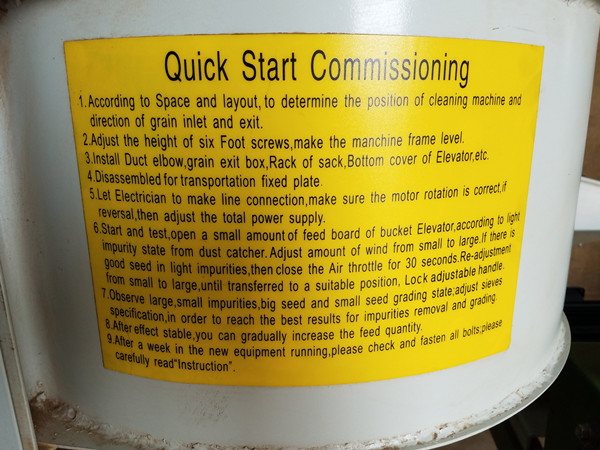 Quick Start Commissioning
1.According to Space and layout, to determine the position of cleaning machine and
direction of grain inlet and exit.
2.Adjust the height of six Foot screws,make the manchine frame level.
3.Install Duct elbow,grain exit box,Rack of sack,Bottom cover of Elevator,etc.
4.Disassembled for transportation fixed plate.
5.Let Electrician to make line connection,make sure the motor rotation is correct,if
reversal,then adjust the total power supply.
6.Start and test,open a small amount of feed board of bucket Elevator,according to light
impurity state from dust catcher. Adjust amount of wind from small to large.If there is
good seed in light impurities,then close the Air throttle for 30 seconds.Re-adjustment
from small to large,until transferred to a suitable position, Lock adjustable handle.
7.Observe large,small impurities,big seed and small seed grading state;adjust sieves
specification,in order to reach the best results for impurities removal and grading.
8.After effect stable,you can gradually increase the feed quantity.
9.After a week in the new equipment running,please check and fasten all bolts;please
carefully read"Instruction".